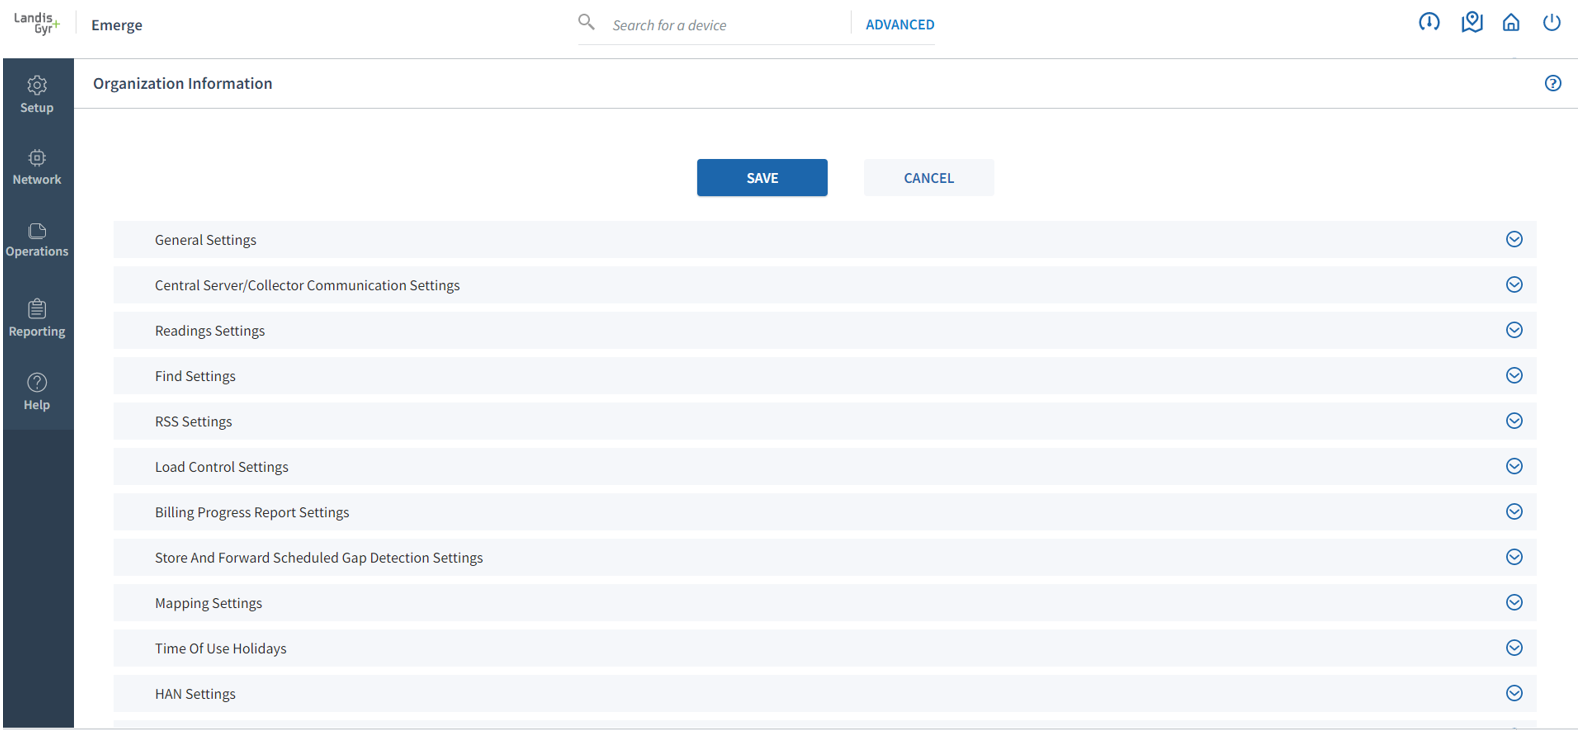 Landis
Gyr+
Emerge
Search for a device
ADVANCED
Setup
Network
Operations
Reporting
Help
Organization Information
SAVE
CANCEL
General Settings
Central Server/Collector Communication Settings
Readings Settings
Find Settings
RSS Settings
Load Control Settings
Billing Progress Report Settings
Store And Forward Scheduled Gap Detection Settings
Mapping Settings
Time Of Use Holidays
HAN Settings